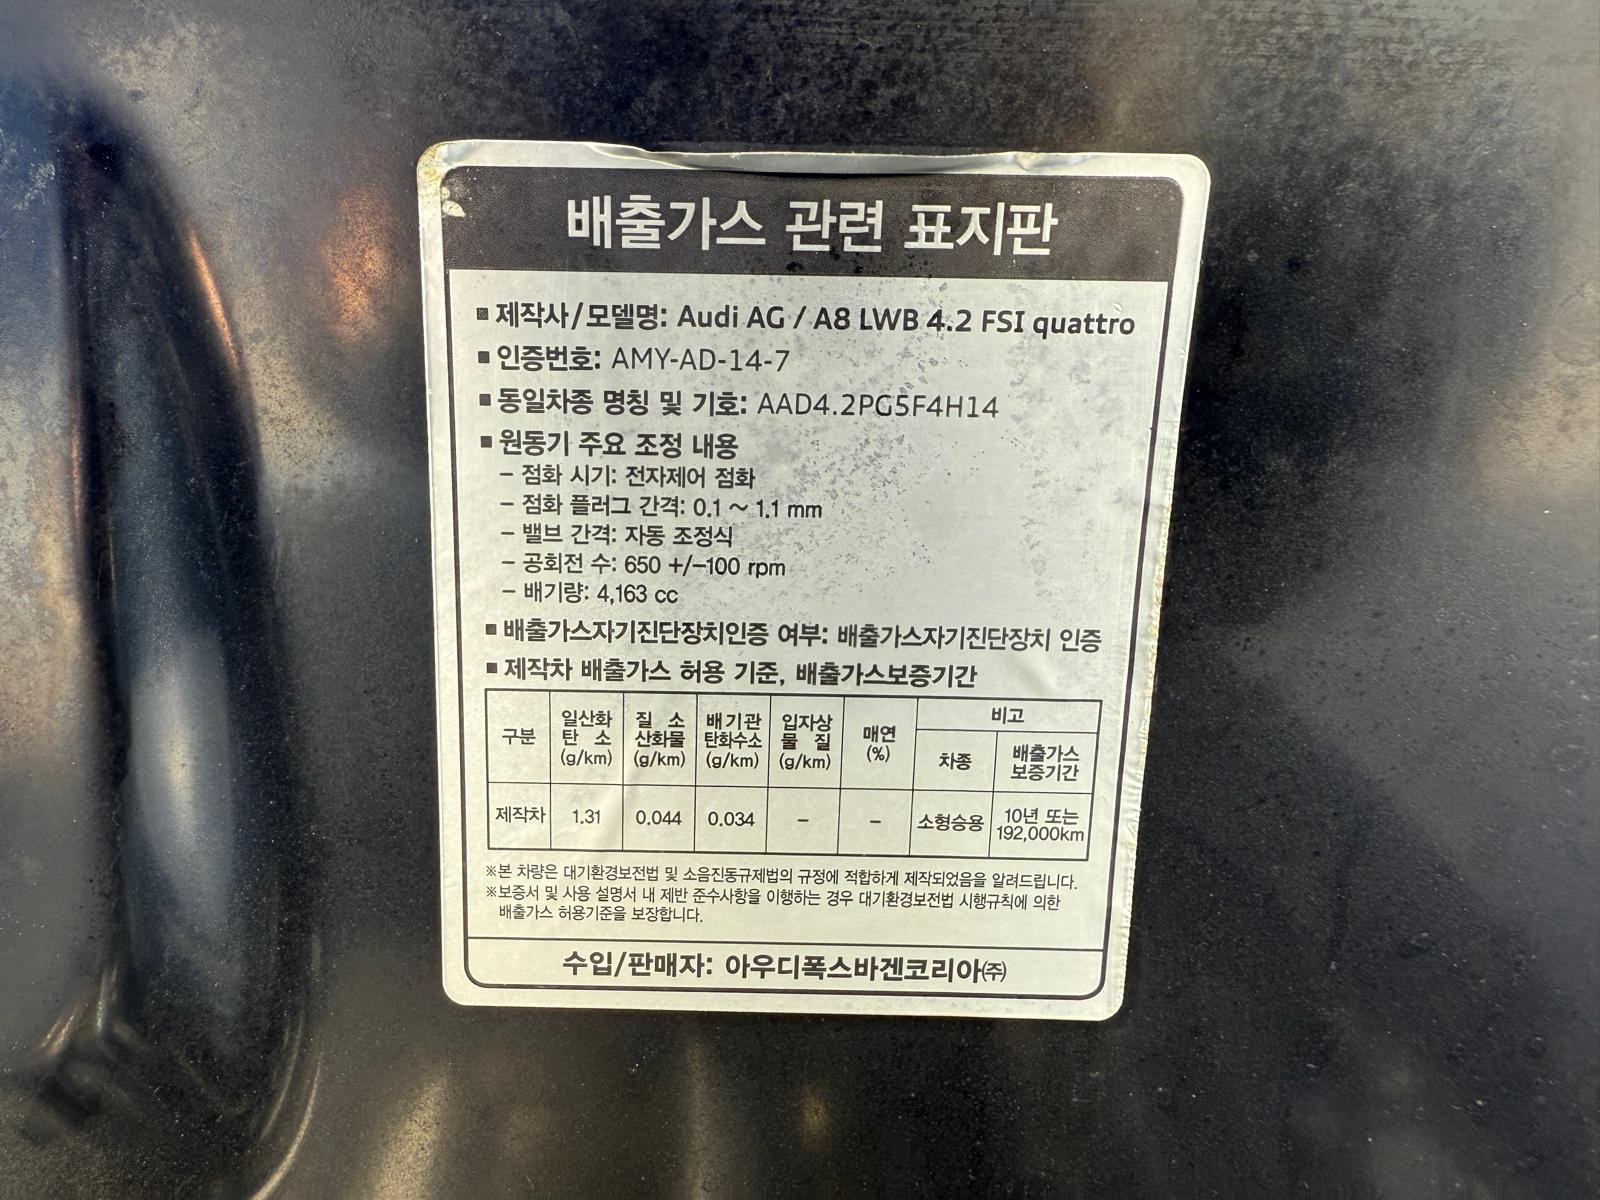 배출가스 관련 표지판
▪ 제작사/모델명: Audi AG / A8 LWB 4.2 FSI quattro
▪ 인증번호: AMY-AD-14-7
▪ 동일차종 명칭 및 기호: AAD4.2PG5F4H14
▪ 원동기 주요 조정 내용
– 점화 시기: 전자제어 점화
– 점화 플러그 간격: 0.1 ~ 1.1 mm
– 밸브 간격: 자동 조정식
– 공회전 수: 650 +/–100 rpm
– 배기량: 4,163 cc
▪ 배출가스자기진단장치인증 여부: 배출가스자기진단장치 인증
▪ 제작차 배출가스 허용 기준, 배출가스보증기간
구분 일산화탄소 (g/km) 질소산화물 (g/km) 배기관탄화수소 (g/km) 입자상물질 (g/km) 매연 (%) 비고
차종 배출가스보증기간
제작차 1.31 0.044 0.034 – – 소형승용 10년 또는 192,000km
※본 차량은 대기환경보전법 및 소음진동규제법의 규정에 적합하게 제작되었음을 알려드립니다.
※보증서 및 사용 설명서 내 제반 준수사항을 이행하는 경우 대기환경보전법 시행규칙에 의한
배출가스 허용기준을 보장합니다.
수입/판매자: 아우디폭스바겐코리아㈜